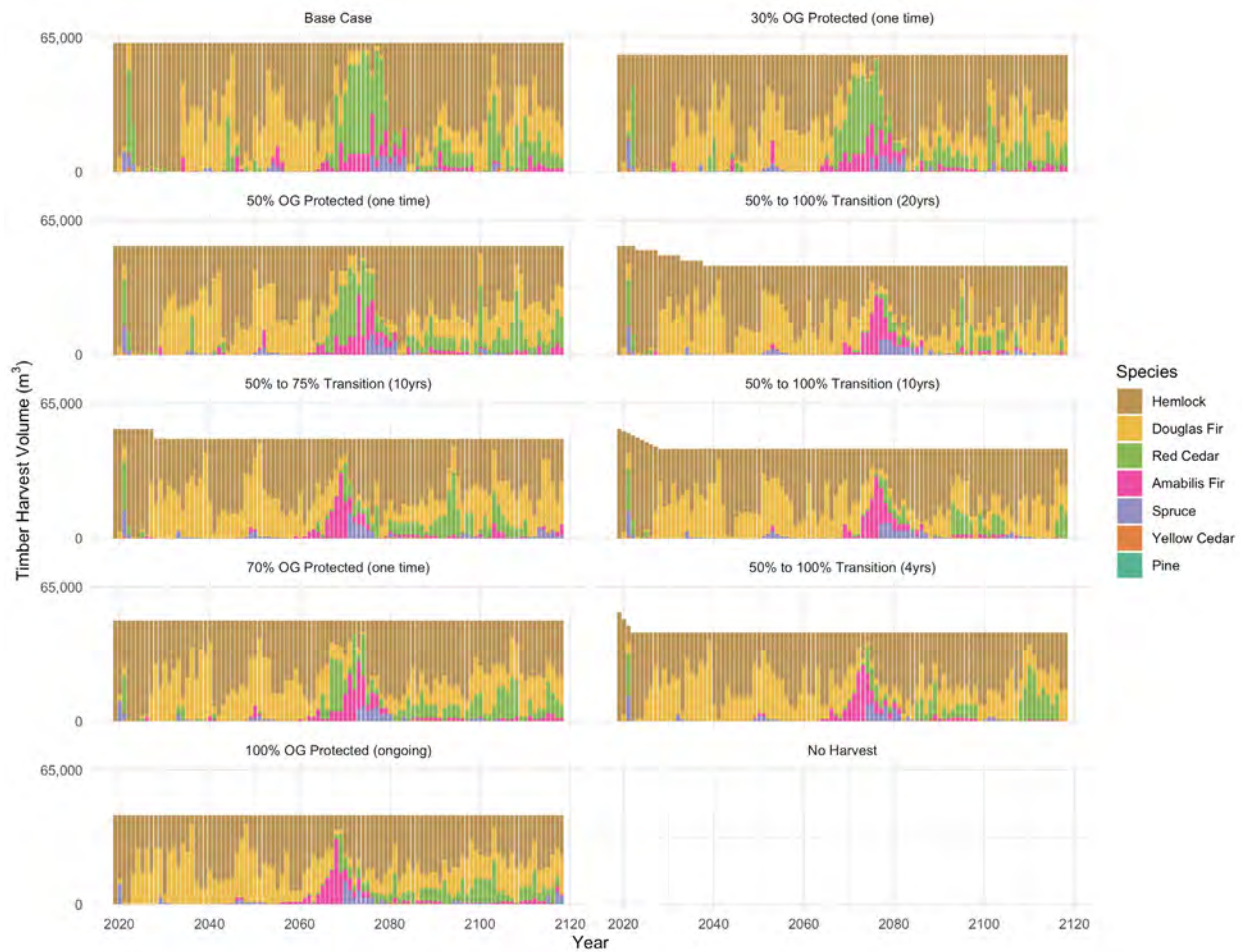 Base Case
30% OG Protected (one time)
65,000
0
50% OG Protected (one time)
50% to 100% Transition (20yrs)
65,000
0
50% to 75% Transition (10yrs)
50% to 100% Transition (10yrs)
65,000
0
70% OG Protected (one time)
50% to 100% Transition (4yrs)
65,000
0
100% OG Protected (ongoing)
No Harvest
65,000
0
2020 2040 2060 2080 2100 2120
2020 2040 2060 2080 2100 2120
Year
Timber Harvest Volume (m³)
Species
Hemlock
Douglas Fir
Red Cedar
Amabilis Fir
Spruce
Yellow Cedar
Pine